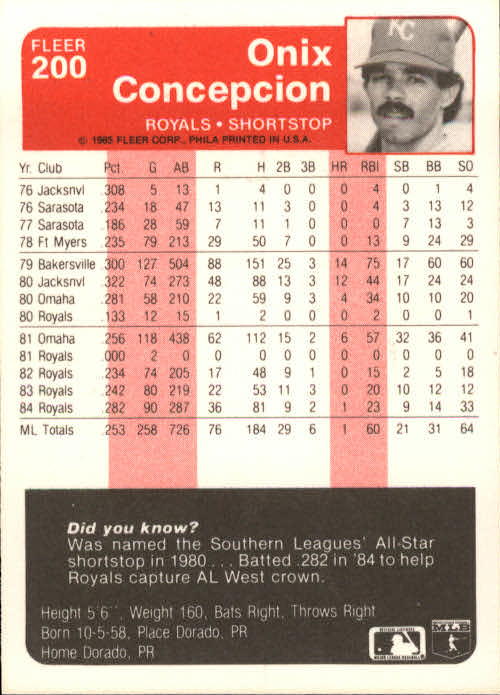 FLEER
200
Onix
Concepcion
ROYALS • SHORTSTOP
© 1985 FLEER CORP., PHILA PRINTED IN U.S.A.
KC
Yr. Club Pct. G AB R H 2B 3B HR RBI SB BB SO
76 Jacksnvl .308 5 13 1 4 0 0 0 4 0 1 4
76 Sarasota .234 18 47 13 11 3 0 0 4 3 13 12
77 Sarasota .186 28 59 7 11 1 0 0 0 7 13 3
78 Ft Myers .235 79 213 29 50 7 0 0 13 9 24 29
79 Bakersville .300 127 504 88 151 25 3 14 75 17 60 60
80 Jacksnvl .322 74 273 48 88 13 3 12 44 17 24 24
80 Omaha .281 58 210 22 59 9 3 4 34 10 10 20
80 Royals .133 12 15 1 2 0 0 0 2 0 0 1
81 Omaha .256 118 438 62 112 15 2 6 57 32 36 41
81 Royals .000 2 0 0 0 0 0 0 0 0 0 0
82 Royals .234 74 205 17 48 9 1 0 15 2 5 18
83 Royals .242 80 219 22 53 11 3 0 20 10 12 12
84 Royals .282 90 287 36 81 9 2 1 23 9 14 33
ML Totals .253 258 726 76 184 29 6 1 60 21 31 64
Did you know?
Was named the Southern Leagues' All-Star
shortstop in 1980 . . . Batted .282 in '84 to help
Royals capture AL West crown.
Height 5'6", Weight 160, Bats Right, Throws Right
Born 10-5-58, Place Dorado, PR
Home Dorado, PR
MAJOR LEAGUE BASEBALL